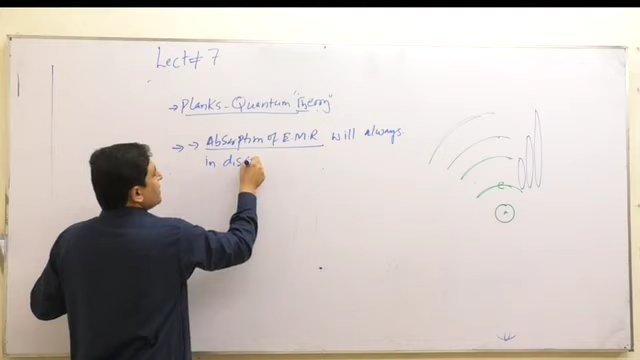 Lect# 7
→ Planks-Quantum "Theory"
→→ Absorption of E.M.R will always
in dis